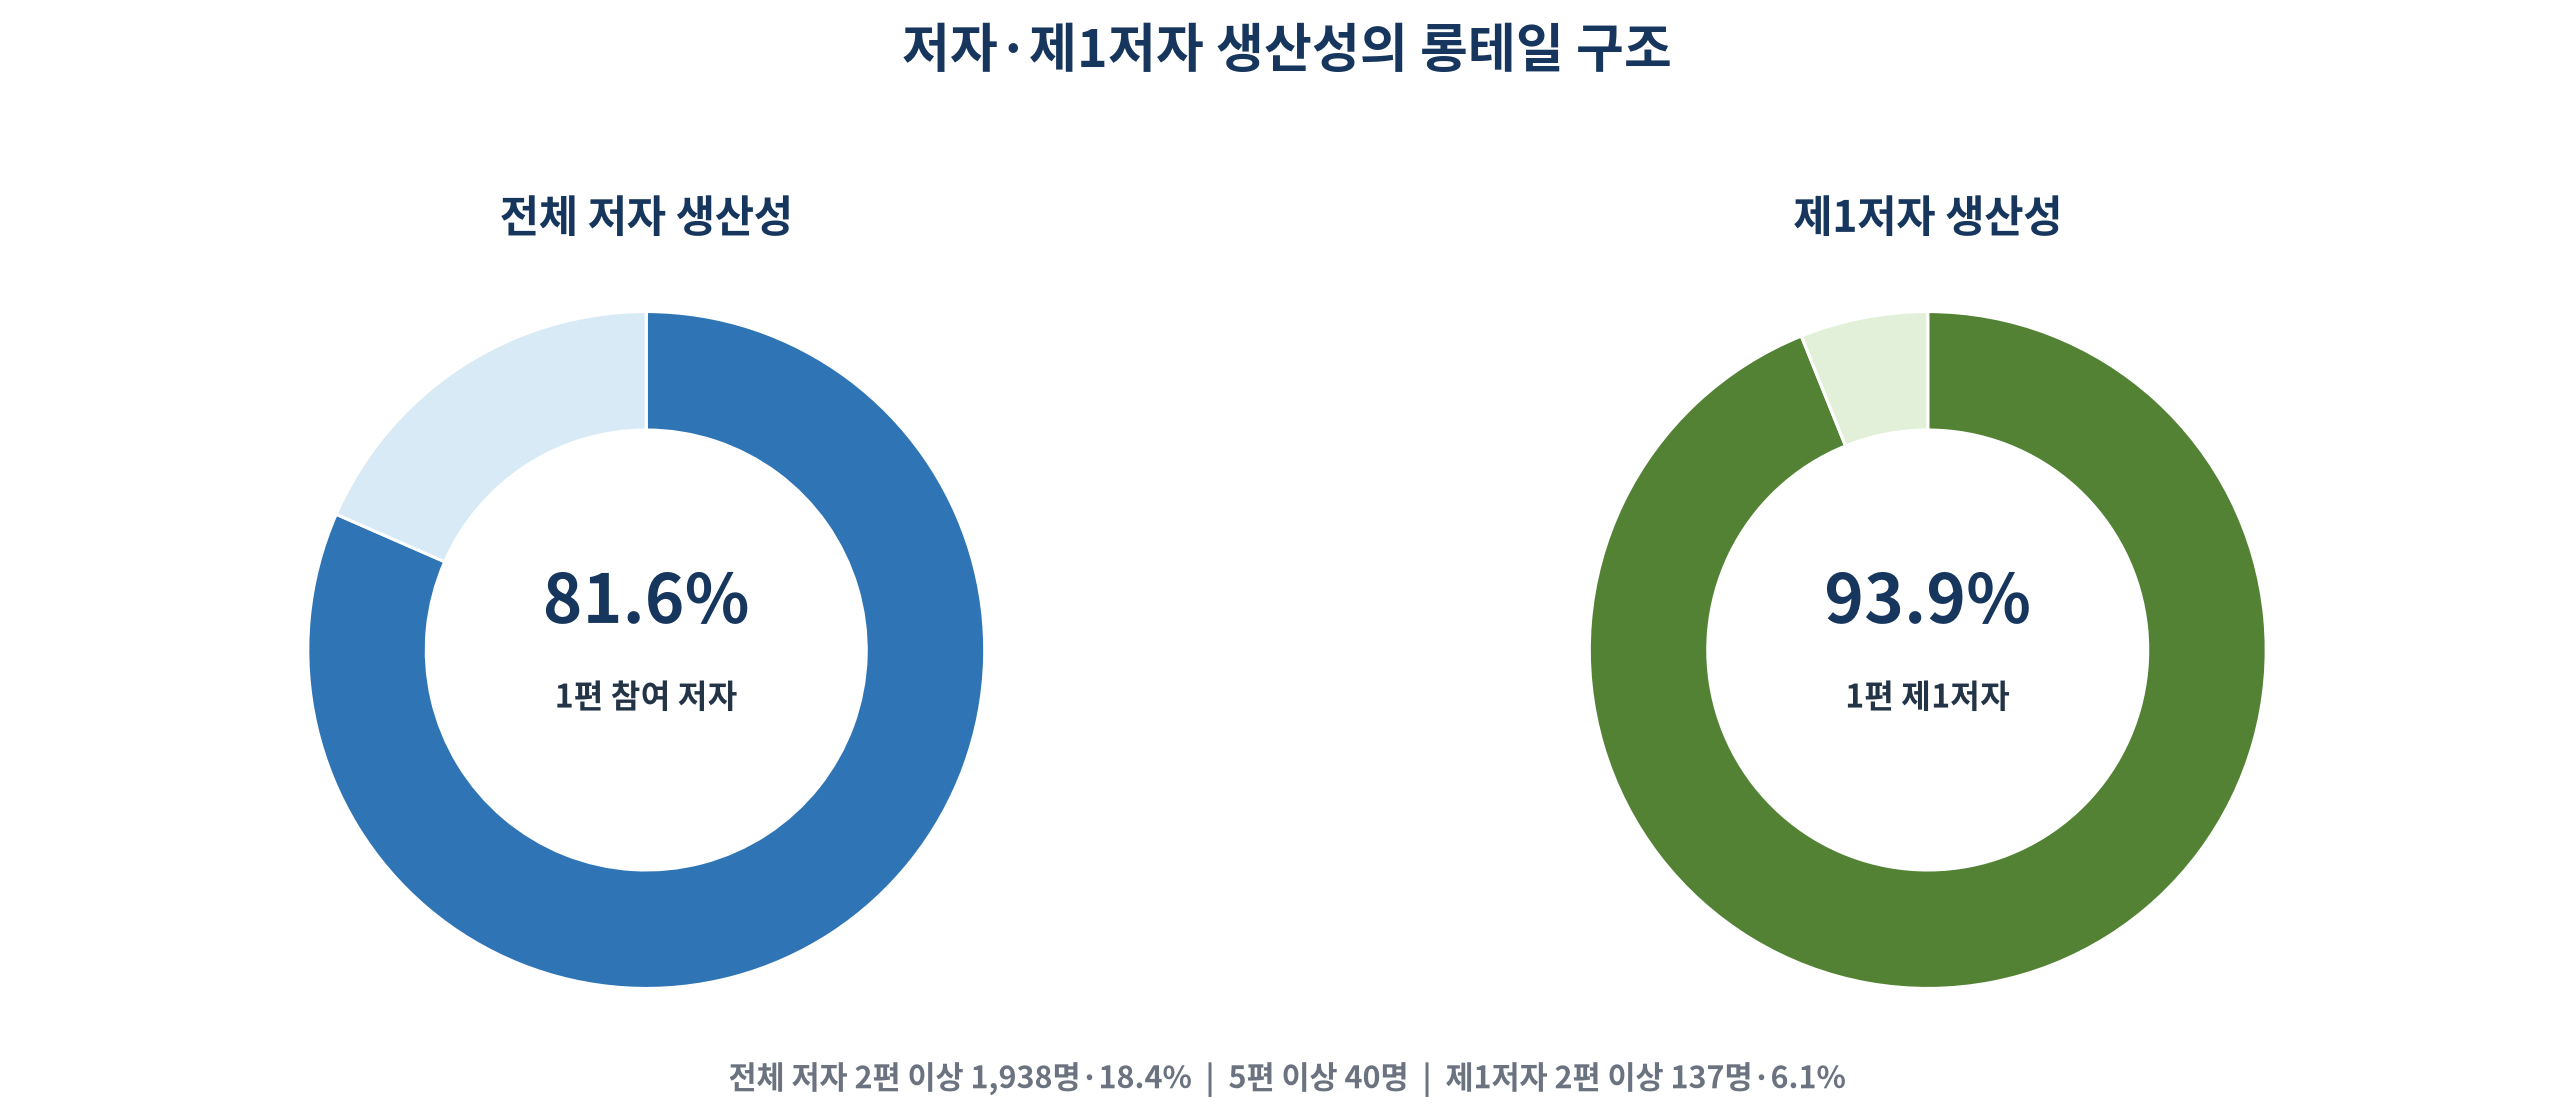 저자·제1저자 생산성의 롱테일 구조
전체 저자 생산성
제1저자 생산성
81.6%
1편 참여 저자
93.9%
1편 제1저자
전체 저자 2편 이상 1,938명·18.4% | 5편 이상 40명 | 제1저자 2편 이상 137명·6.1%